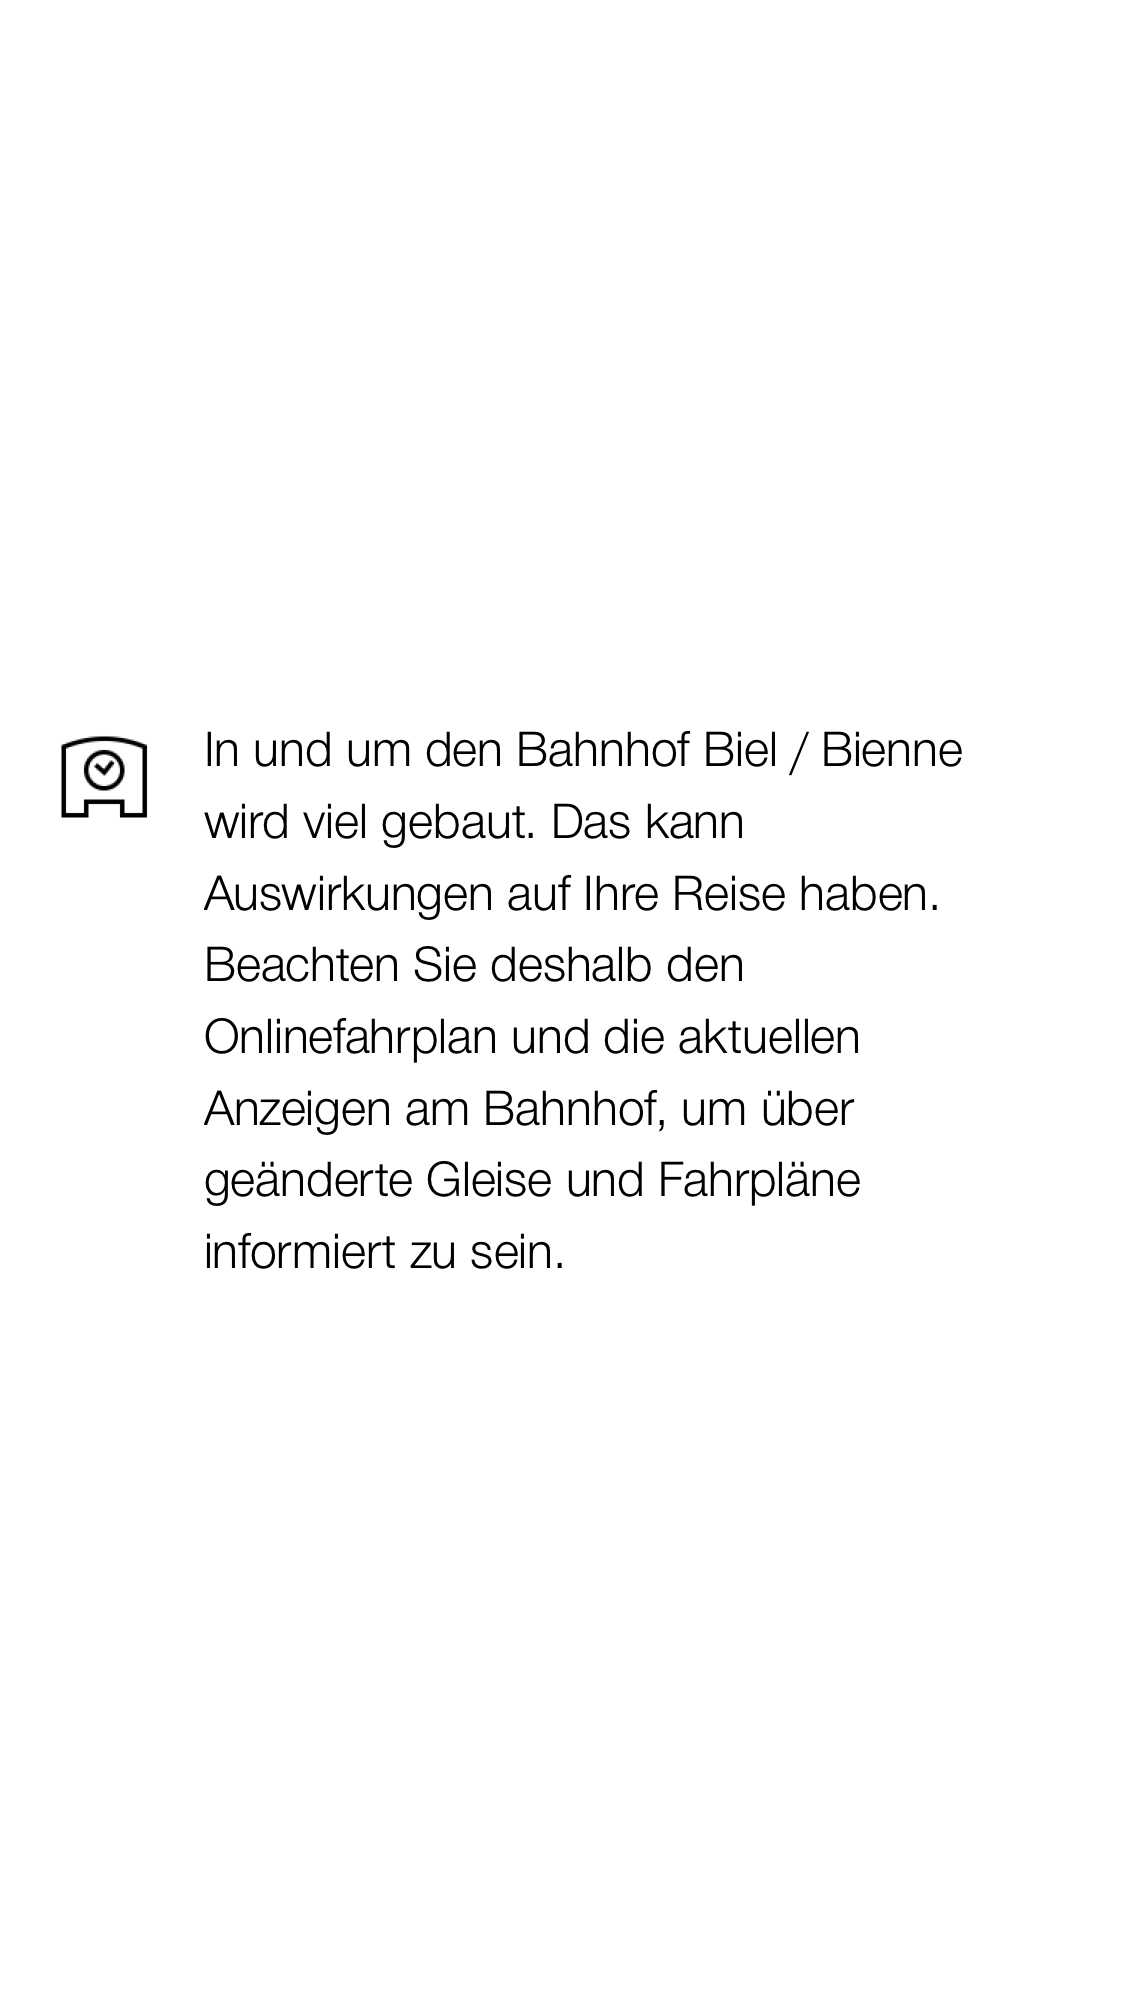 In und um den Bahnhof Biel / Bienne
wird viel gebaut. Das kann
Auswirkungen auf Ihre Reise haben.
Beachten Sie deshalb den
Onlinefahrplan und die aktuellen
Anzeigen am Bahnhof, um über
geänderte Gleise und Fahrpläne
informiert zu sein.